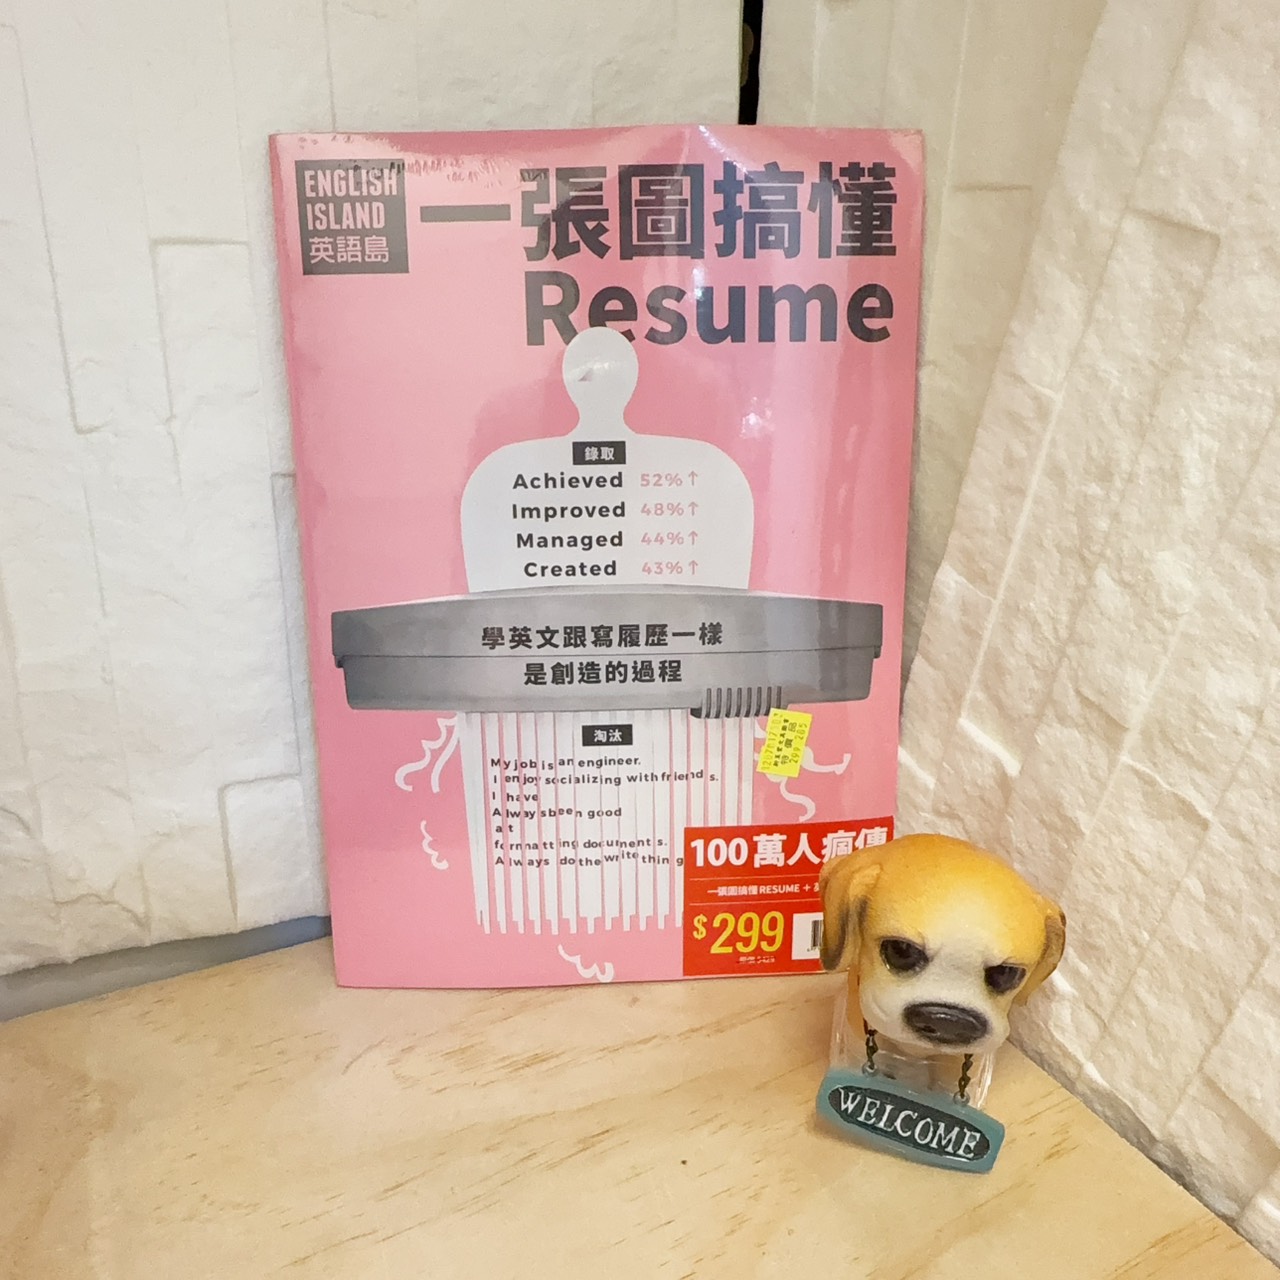 ENGLISH
ISLAND
英語島
一張圖搞懂
Resume
錄取
Achieved 52%↑
Improved 48%↑
Managed 44%↑
Created 43%↑
學英文跟寫履歷一樣
是創造的過程
淘汰
My job is an engineer.
I enjoy socializing with friends.
I have
Always been good
at
formatting documents.
Always do the write thing
100萬人瘋傳
一張圖搞懂RESUME +
$299
WELCOME